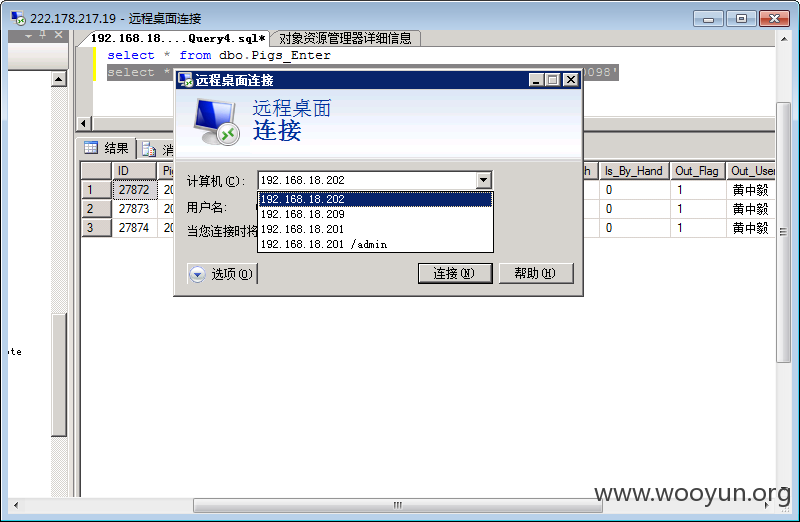 222.178.217.19 - 远程桌面连接
192.168.18....Query4.sql* 对象资源管理器详细信息
select * from dbo.Pigs_Enter
select * 098'
远程桌面连接
远程桌面
连接
结果
ID Is_By_Hand Out_Flag Out_User
计算机(C): 192.168.18.202
192.168.18.202
用户名: 192.168.18.209
当您连接时将 192.168.18.201
192.168.18.201 /admin
选项(O) 连接(N) 帮助(H)
1 27872 20 0 1 黄中毅
2 27873 20 0 1 黄中毅
3 27874 20 0 1 黄中毅
www.wooyun.org